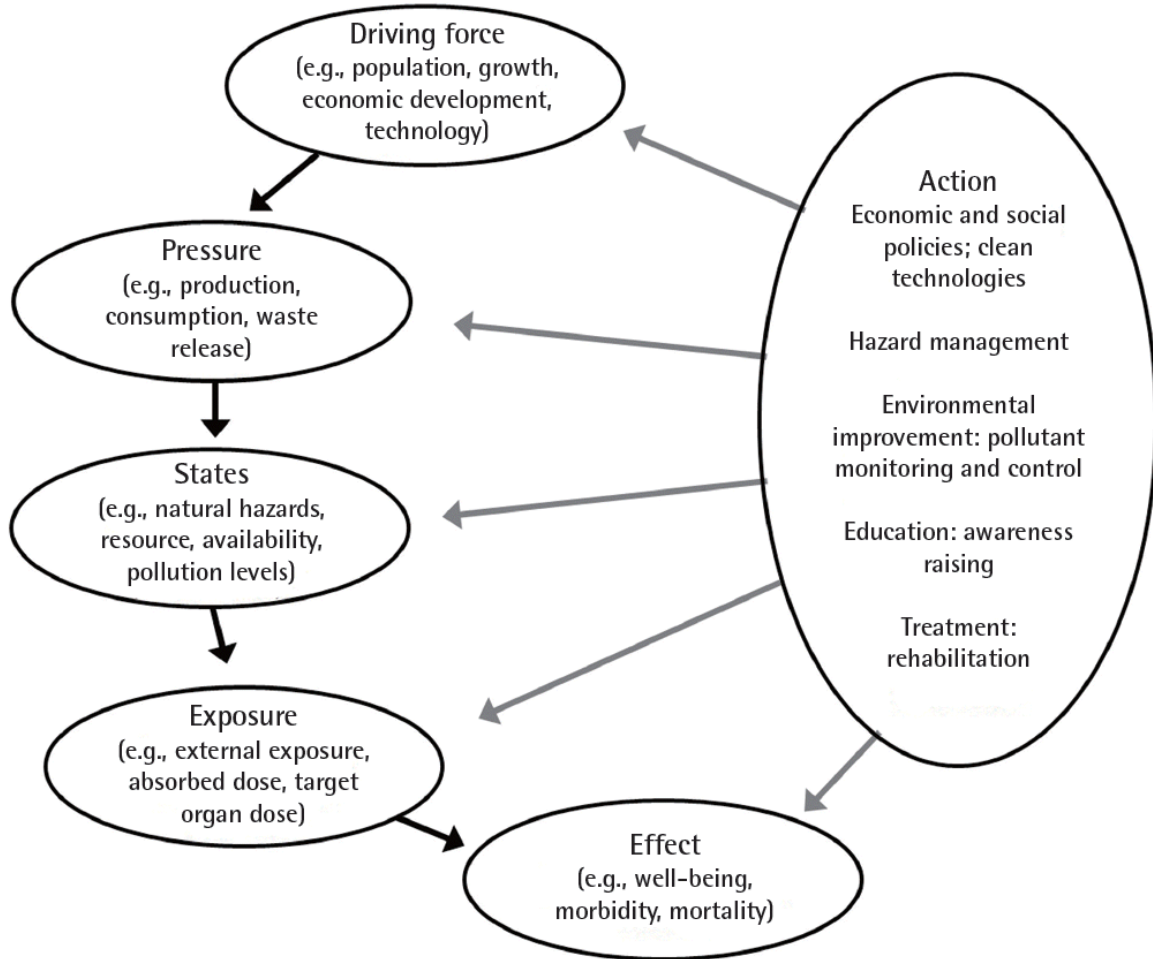 Driving force
(e.g., population, growth,
economic development,
technology)
Pressure
(e.g., production,
consumption, waste
release)
States
(e.g., natural hazards,
resource, availability,
pollution levels)
Exposure
(e.g., external exposure,
absorbed dose, target
organ dose)
Effect
(e.g., well-being,
morbidity, mortality)
Action
Economic and social
policies; clean
technologies
Hazard management
Environmental
improvement: pollutant
monitoring and control
Education: awareness
raising
Treatment:
rehabilitation